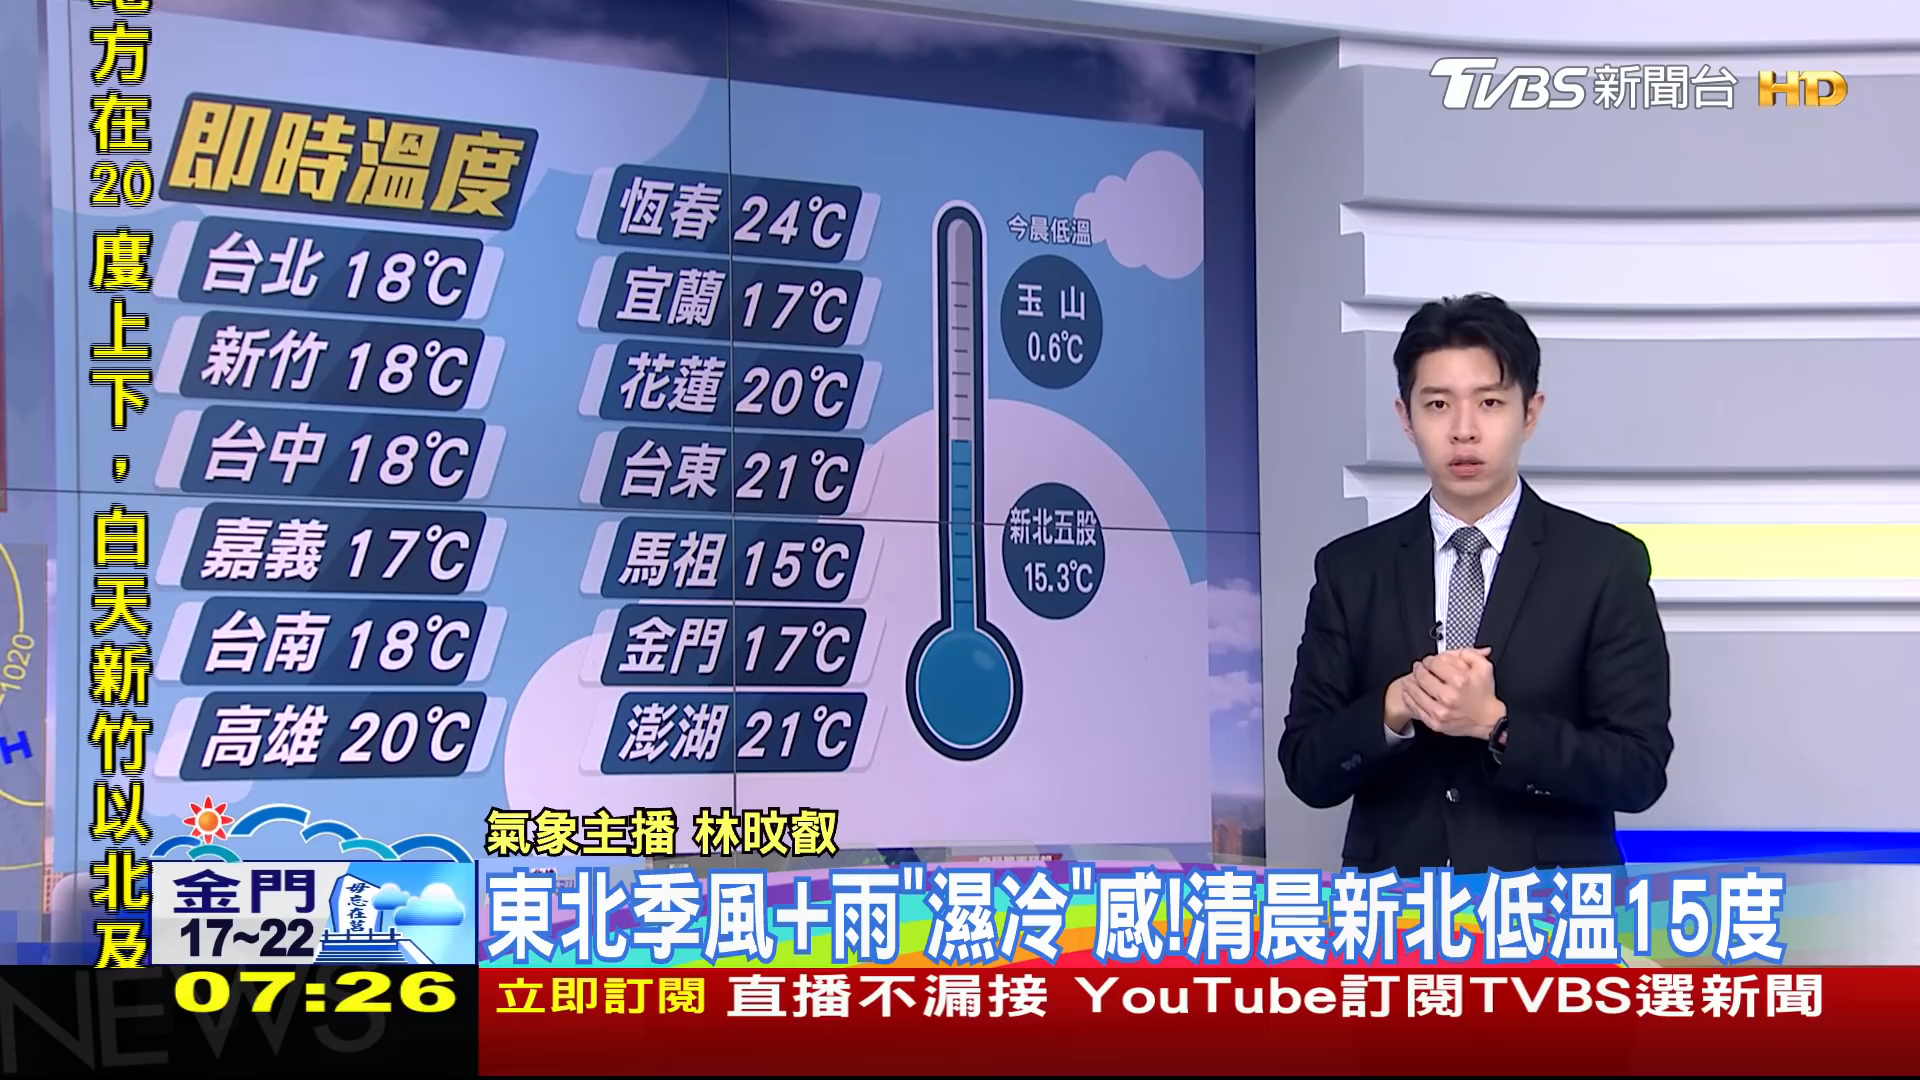 方在20度上下，白天新竹以北及
TVBS新聞台 HD
即時溫度
台北 18℃
新竹 18℃
台中 18℃
嘉義 17℃
台南 18℃
高雄 20℃
恆春 24℃
宜蘭 17℃
花蓮 20℃
台東 21℃
馬祖 15℃
金門 17℃
澎湖 21℃
今晨低溫
玉山
0.6℃
新北五股
15.3℃
1020
H
氣象主播 林旼叡
金門
17~22
毋忘在莒
東北季風+雨"濕冷"感!清晨新北低溫15度
NEWS
07:26
立即訂閱 直播不漏接 YouTube訂閱TVBS選新聞